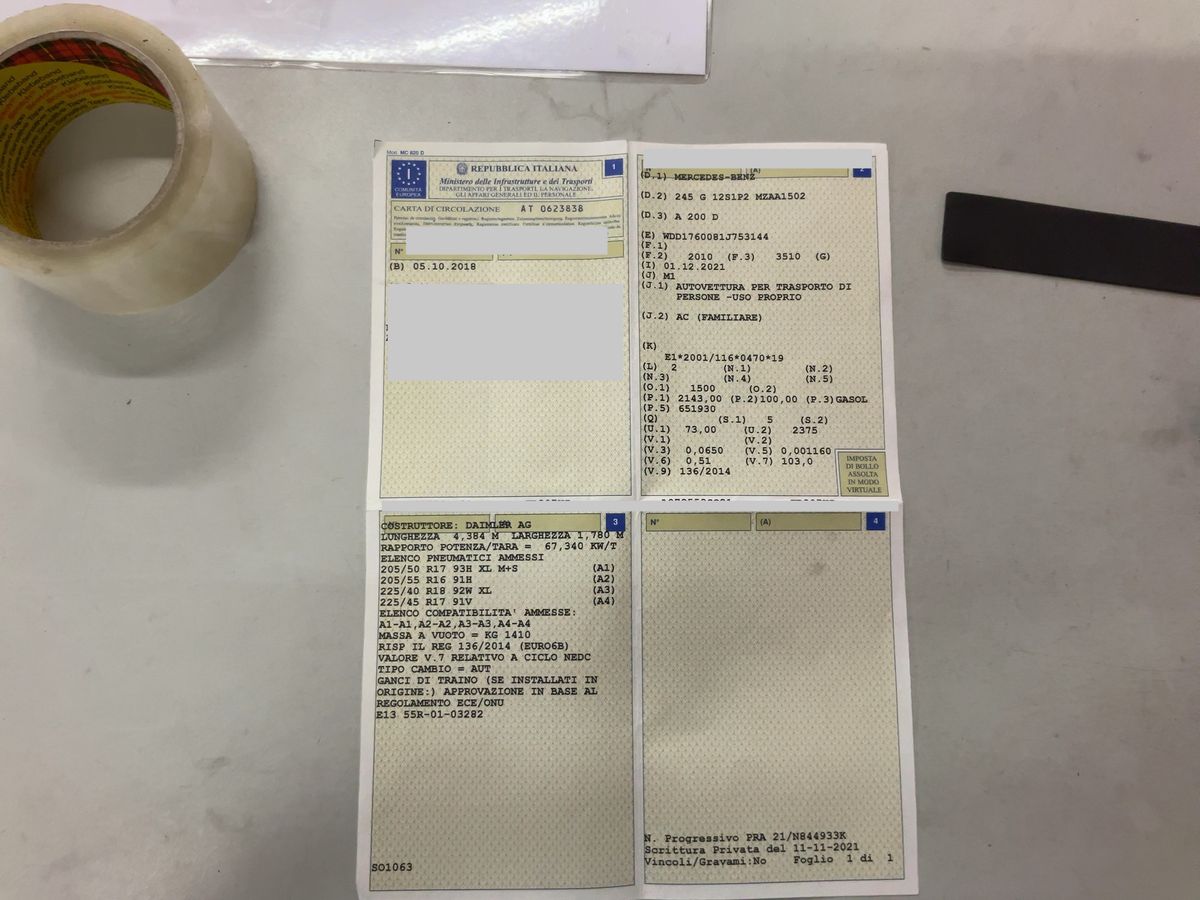 Klebeband
Klebeband
Klebeband
Tape
Tape
Mod. MC 820 D
COMUNITÀ
EUROPEA
REPUBBLICA ITALIANA
1
Ministero delle Infrastrutture e dei Trasporti
DIPARTIMENTO PER I TRASPORTI, LA NAVIGAZIONE,
GLI AFFARI GENERALI E IL PERSONALE
CARTA DI CIRCOLAZIONE AT 0623838
N°
(B) 05.10.2018
(A) 2
(D.1) MERCEDES-BENZ
(D.2) 245 G 12S1P2 MZAA1502
(D.3) A 200 D
(E) WDD1760081J753144
(F.1)
(F.2) 2010 (F.3) 3510 (G)
(I) 01.12.2021
(J) M1
(J.1) AUTOVETTURA PER TRASPORTO DI
PERSONE -USO PROPRIO
(J.2) AC (FAMILIARE)
(K)
E1*2001/116*0470*19
(L) 2 (N.1) (N.2)
(N.3) (N.4) (N.5)
(O.1) 1500 (O.2)
(P.1) 2143,00 (P.2)100,00 (P.3)GASOL
(P.5) 651930
(Q) (S.1) 5 (S.2)
(U.1) 73,00 (U.2) 2375
(V.1) (V.2)
(V.3) 0,0650 (V.5) 0,001160
(V.6) 0,51 (V.7) 103,0
(V.9) 136/2014
IMPOSTA
DI BOLLO
ASSOLTA
IN MODO
VIRTUALE
3
COSTRUTTORE: DAIMLER AG
LUNGHEZZA 4,384 M LARGHEZZA 1,780 M
RAPPORTO POTENZA/TARA = 67,340 KW/T
ELENCO PNEUMATICI AMMESSI
205/50 R17 93H XL M+S (A1)
205/55 R16 91H (A2)
225/40 R18 92W XL (A3)
225/45 R17 91V (A4)
ELENCO COMPATIBILITA' AMMESSE:
A1-A1,A2-A2,A3-A3,A4-A4
MASSA A VUOTO = KG 1410
RISP IL REG 136/2014 (EURO6B)
VALORE V.7 RELATIVO A CICLO NEDC
TIPO CAMBIO = AUT
GANCI DI TRAINO (SE INSTALLATI IN
ORIGINE:) APPROVAZIONE IN BASE AL
REGOLAMENTO ECE/ONU
E13 55R-01-03282
SO1063
N° (A) 4
N. Progressivo PRA 21/N844933K
Scrittura Privata del 11-11-2021
Vincoli/Gravami:No Foglio 1 di 1